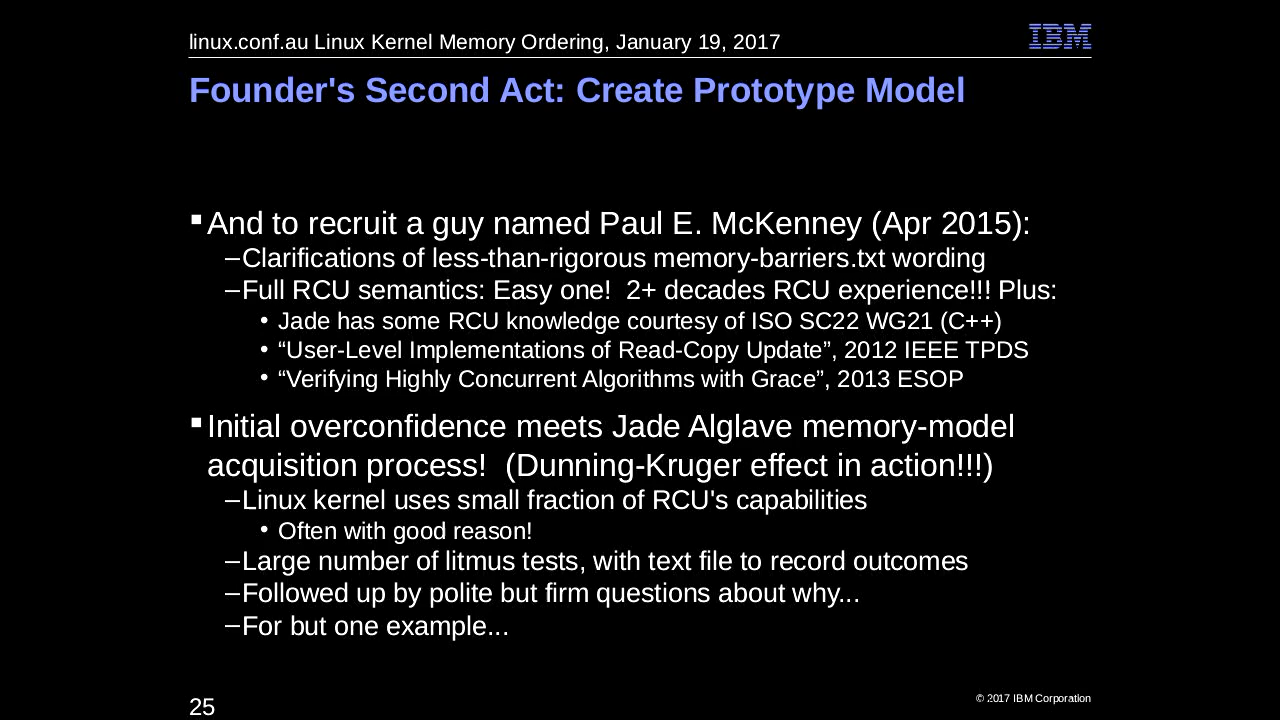 linux.conf.au Linux Kernel Memory Ordering, January 19, 2017
IBM
Founder's Second Act: Create Prototype Model
▪And to recruit a guy named Paul E. McKenney (Apr 2015):
–Clarifications of less-than-rigorous memory-barriers.txt wording
–Full RCU semantics: Easy one!  2+ decades RCU experience!!! Plus:
• Jade has some RCU knowledge courtesy of ISO SC22 WG21 (C++)
• “User-Level Implementations of Read-Copy Update”, 2012 IEEE TPDS
• “Verifying Highly Concurrent Algorithms with Grace”, 2013 ESOP
▪Initial overconfidence meets Jade Alglave memory-model
acquisition process!  (Dunning-Kruger effect in action!!!)
–Linux kernel uses small fraction of RCU's capabilities
• Often with good reason!
–Large number of litmus tests, with text file to record outcomes
–Followed up by polite but firm questions about why...
–For but one example...
25
© 2017 IBM Corporation